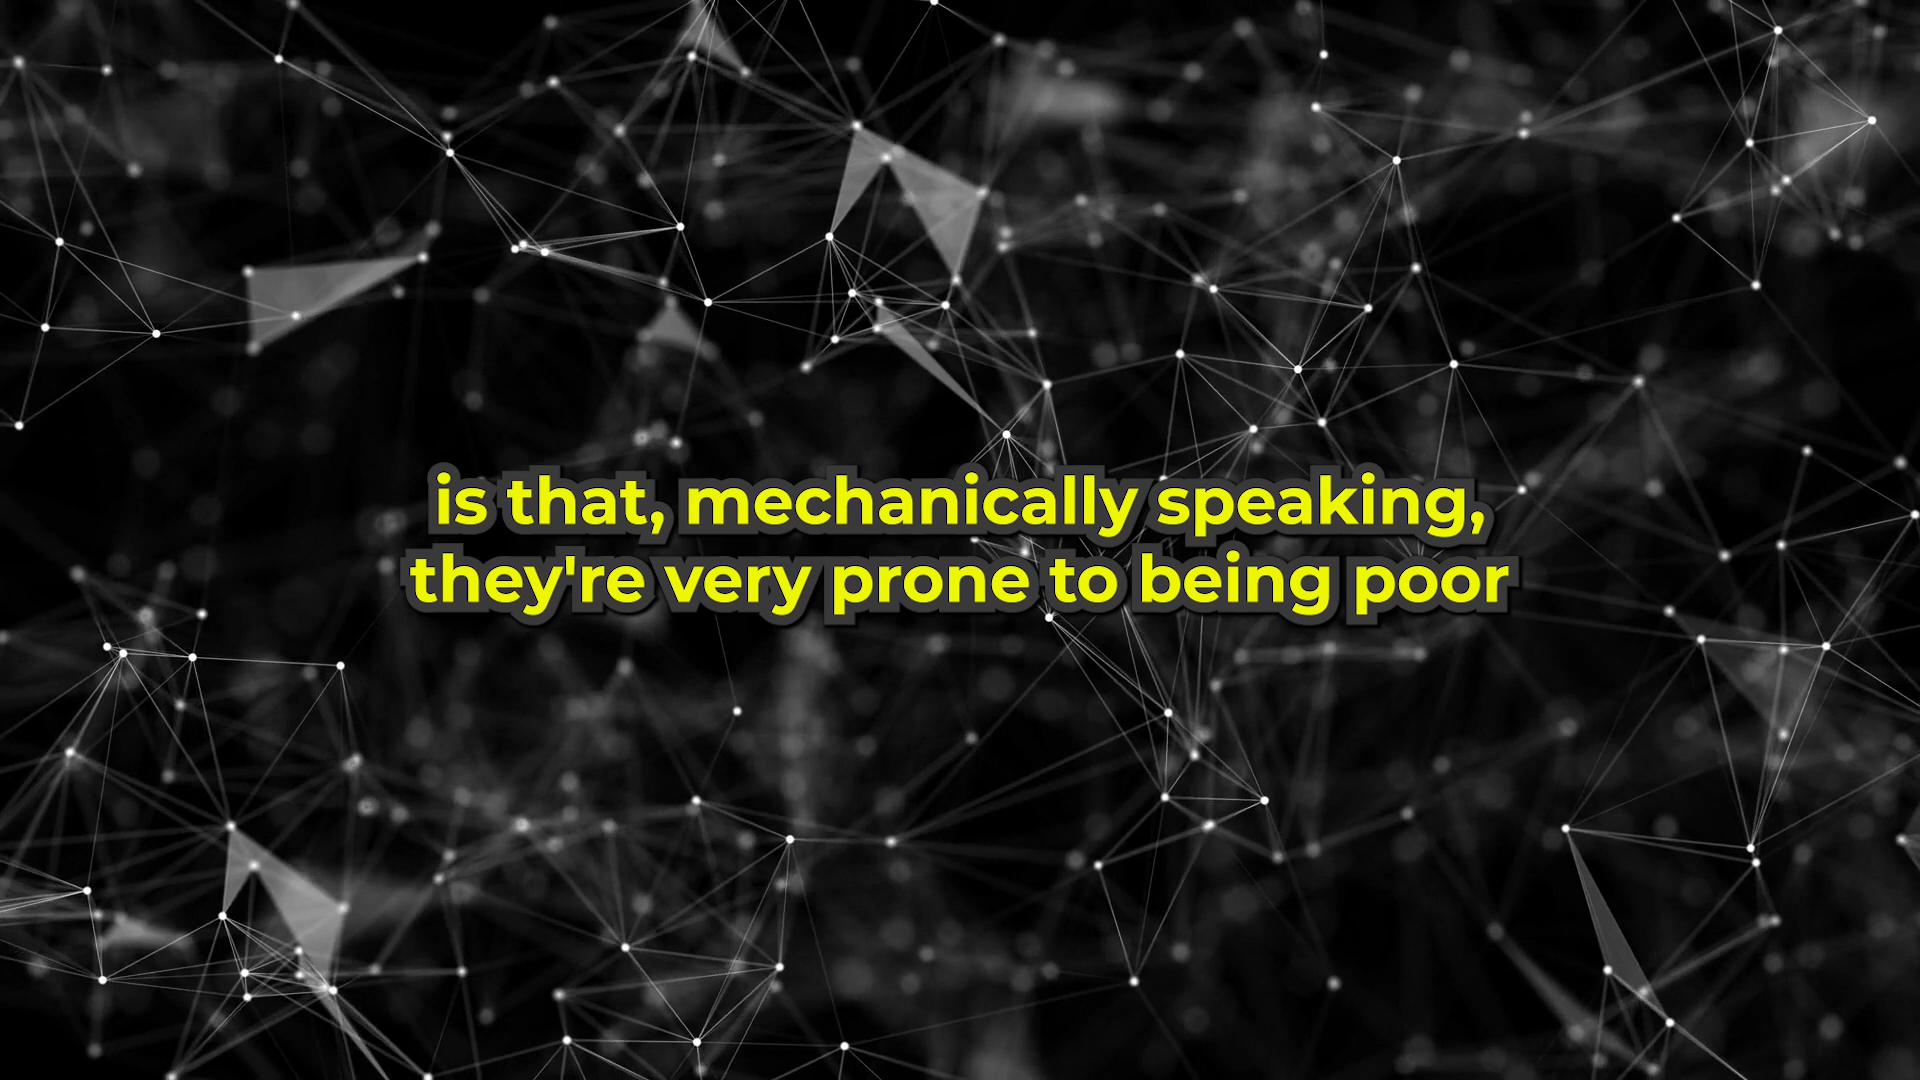 is that, mechanically speaking,
they're very prone to being poor